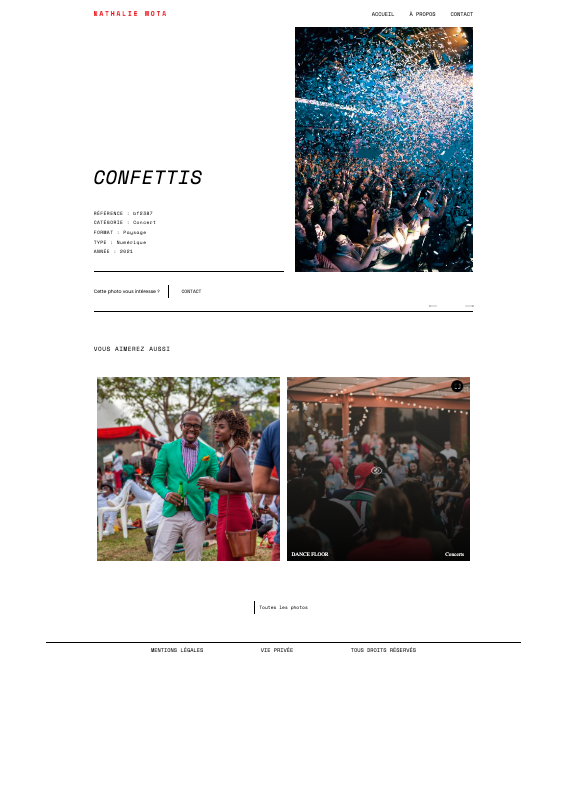 NATHALIE MOTA
ACCUEIL À PROPOS CONTACT
CONFETTIS
RÉFÉRENCE : bf2387
CATÉGORIE : Concert
FORMAT : Paysage
TYPE : Numérique
ANNÉE : 2021
Cette photo vous intéresse ? CONTACT
VOUS AIMEREZ AUSSI
DANCE FLOOR Concerts
Toutes les photos
MENTIONS LÉGALES VIE PRIVÉE TOUS DROITS RÉSERVÉS